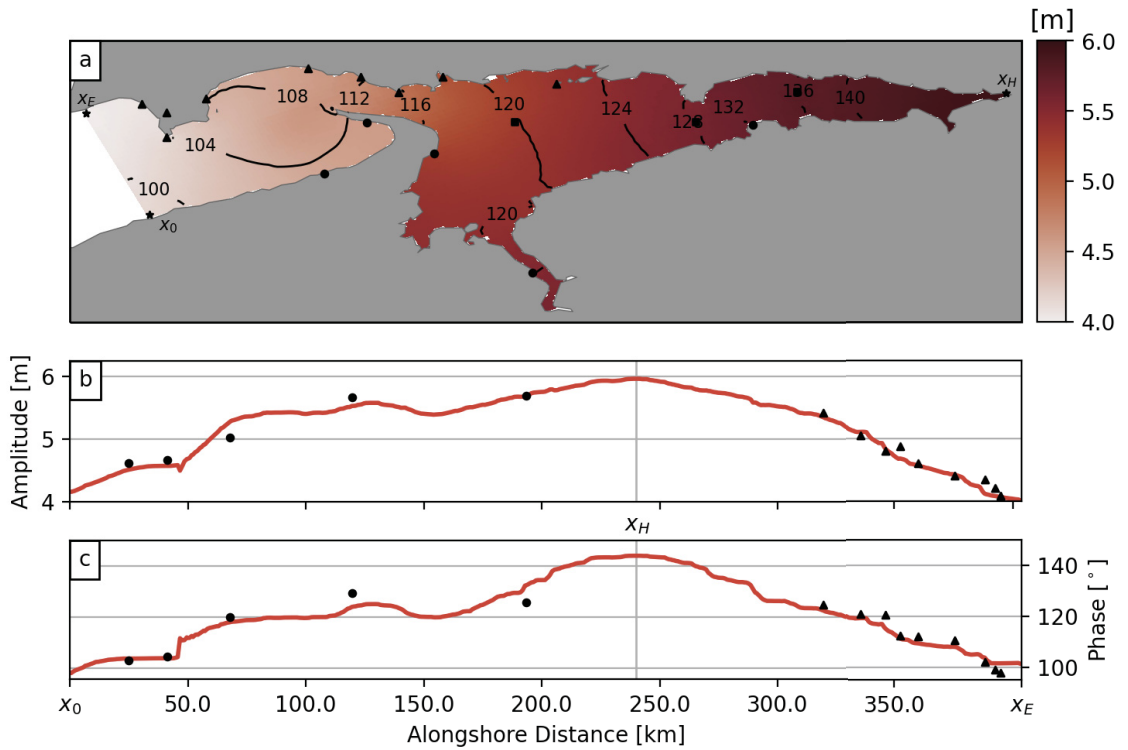 [m]
a
6.0
x_H
x_E
108
112
116
120
124
128
132
136
140
5.5
104
5.0
100
x_0
120
4.5
4.0
b
6
5
4
Amplitude [m]
x_H
c
140
120
100
Phase [°]
x_0 50.0 100.0 150.0 200.0 250.0 300.0 350.0 x_E
Alongshore Distance [km]